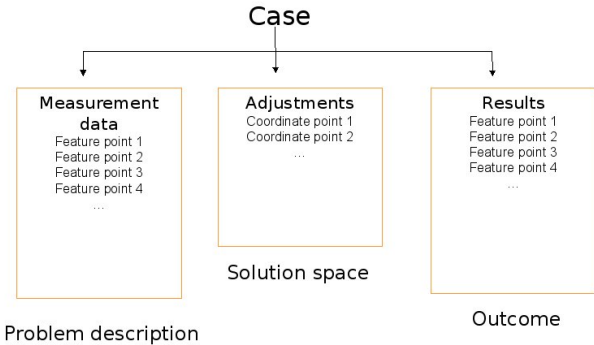 Case
Measurement
data
Feature point 1
Feature point 2
Feature point 3
Feature point 4
...
Problem description
Adjustments
Coordinate point 1
Coordinate point 2
...
Solution space
Results
Feature point 1
Feature point 2
Feature point 3
Feature point 4
...
Outcome